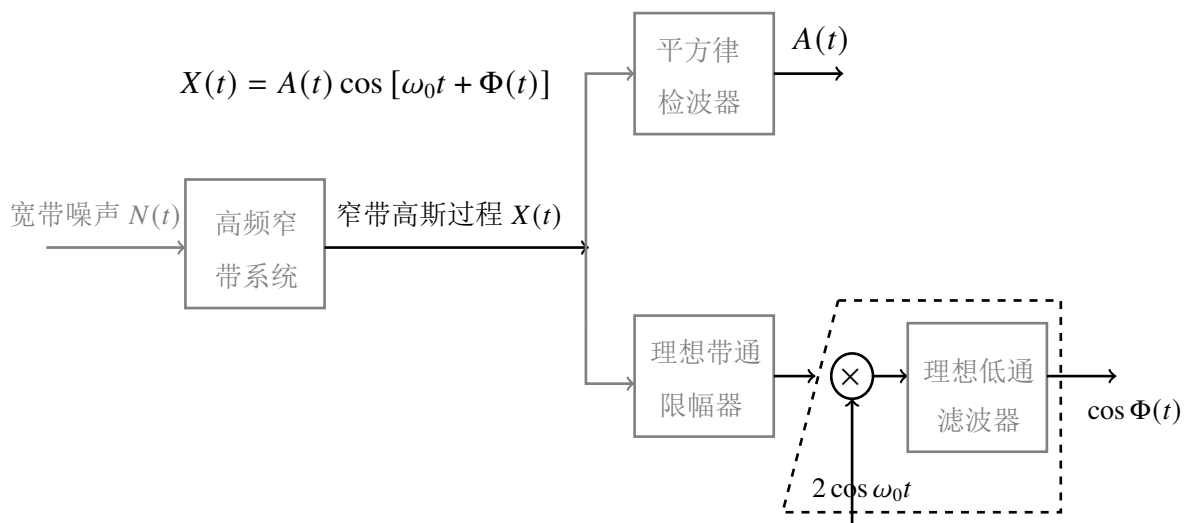 平方律
检波器
A(t)
X(t) = A(t) cos [ω₀t + Φ(t)]
宽带噪声 N(t)
高频窄
带系统
窄带高斯过程 X(t)
理想带通
限幅器
×
理想低通
滤波器
cos Φ(t)
2 cos ω₀t